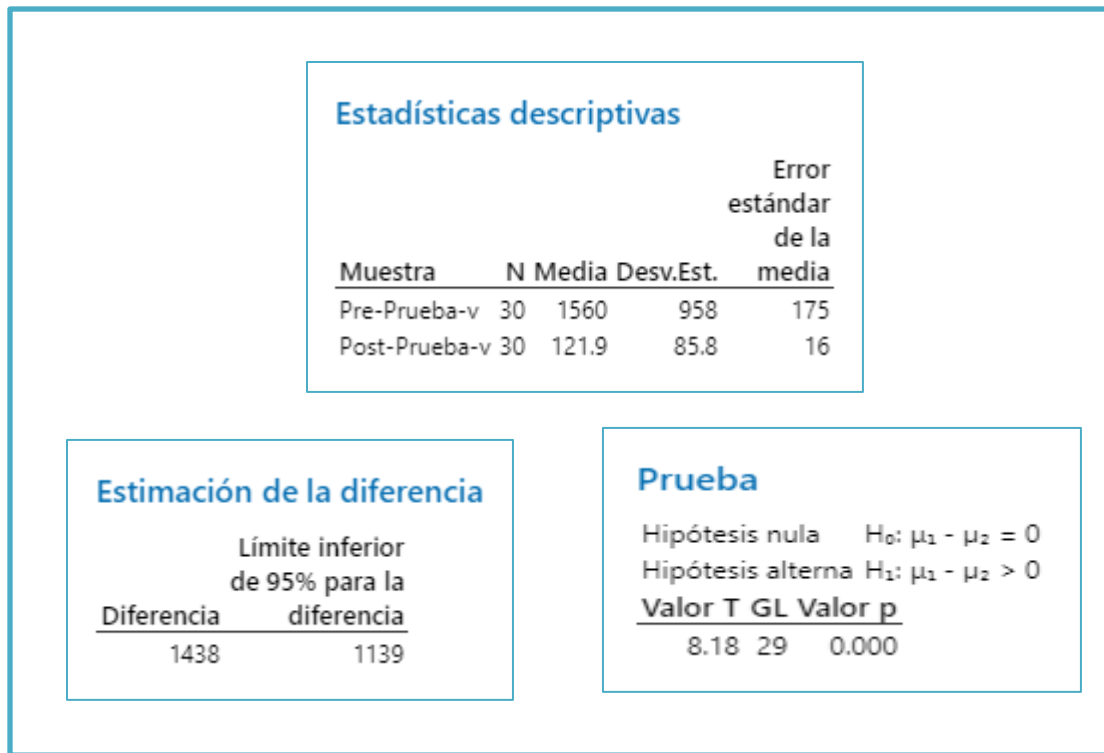 Estadísticas descriptivas
Error
estándar
de la
Muestra N Media Desv.Est. media
Pre-Prueba-v 30 1560 958 175
Post-Prueba-v 30 121.9 85.8 16
Estimación de la diferencia
Límite inferior
de 95% para la
Diferencia diferencia
1438 1139
Prueba
Hipótesis nula H₀: μ₁ - μ₂ = 0
Hipótesis alterna H₁: μ₁ - μ₂ > 0
Valor T GL Valor p
8.18 29 0.000